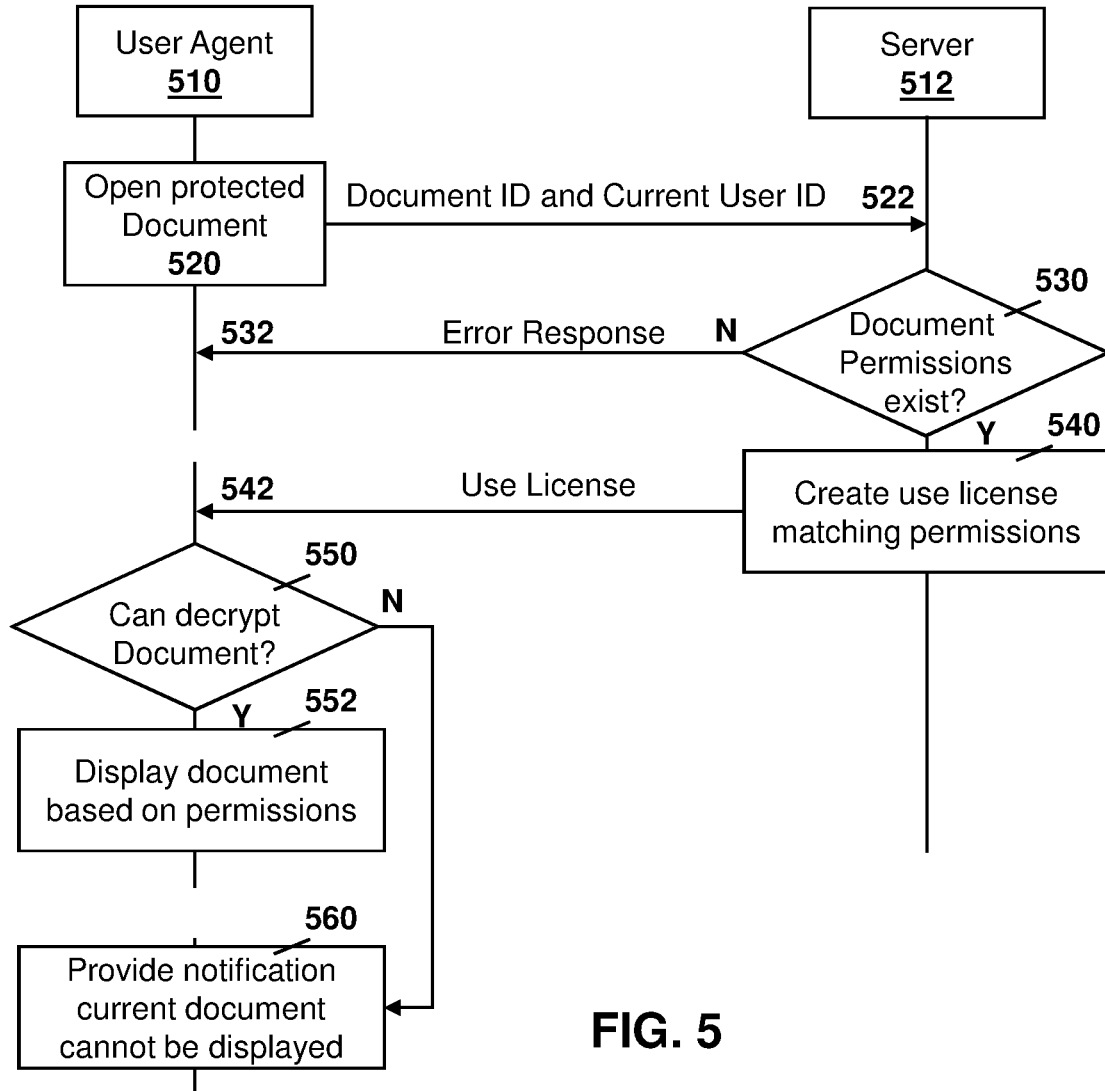 User Agent
510
Server
512
Open protected
Document
520
Document ID and Current User ID 522
530
Document
Permissions
exist?
532 Error Response N
Y 540
Create use license
matching permissions
542 Use License
550
Can decrypt
Document?
N
Y 552
Display document
based on permissions
560
Provide notification
current document
cannot be displayed
FIG. 5